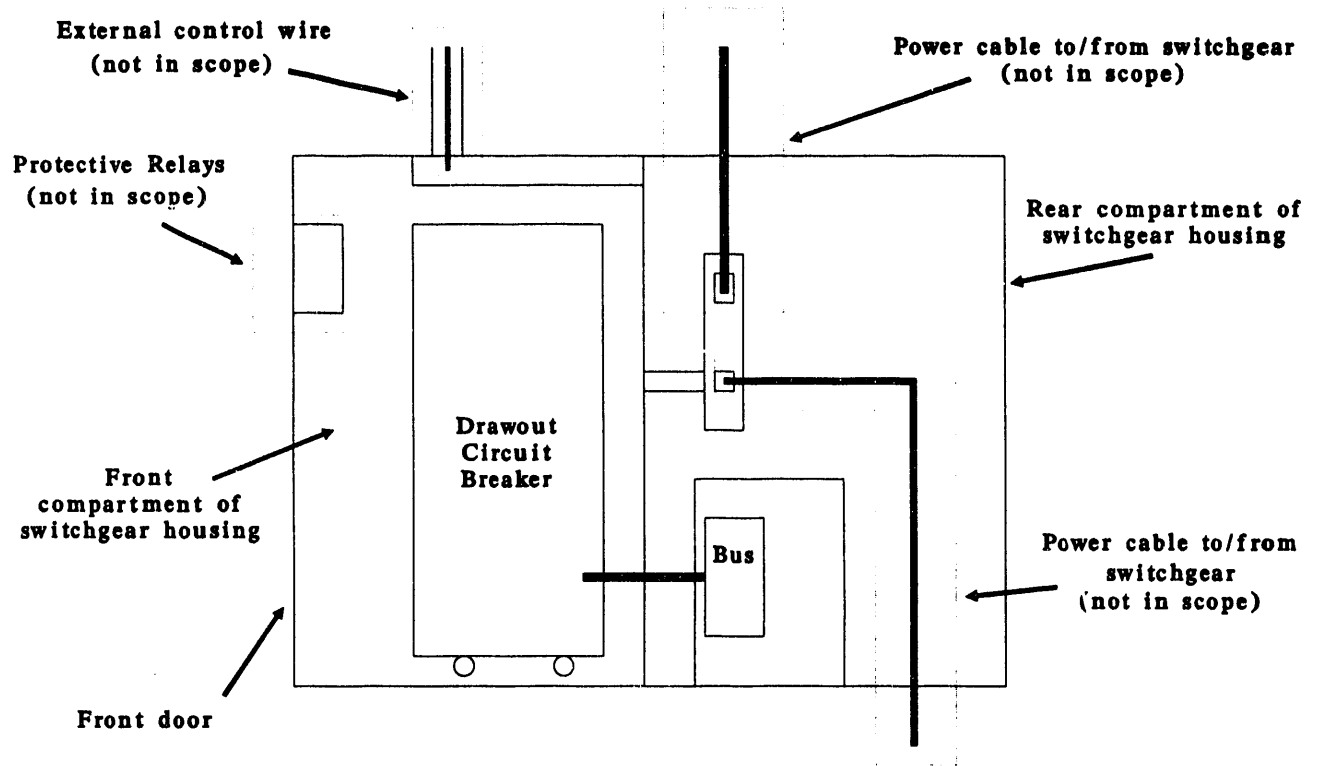 External control wire
(not in scope)
Power cable to/from switchgear
(not in scope)
Protective Relays
(not in scope)
Rear compartment of
switchgear housing
Drawout
Circuit
Breaker
Front
compartment of
switchgear housing
Bus
Power cable to/from
switchgear
(not in scope)
Front door